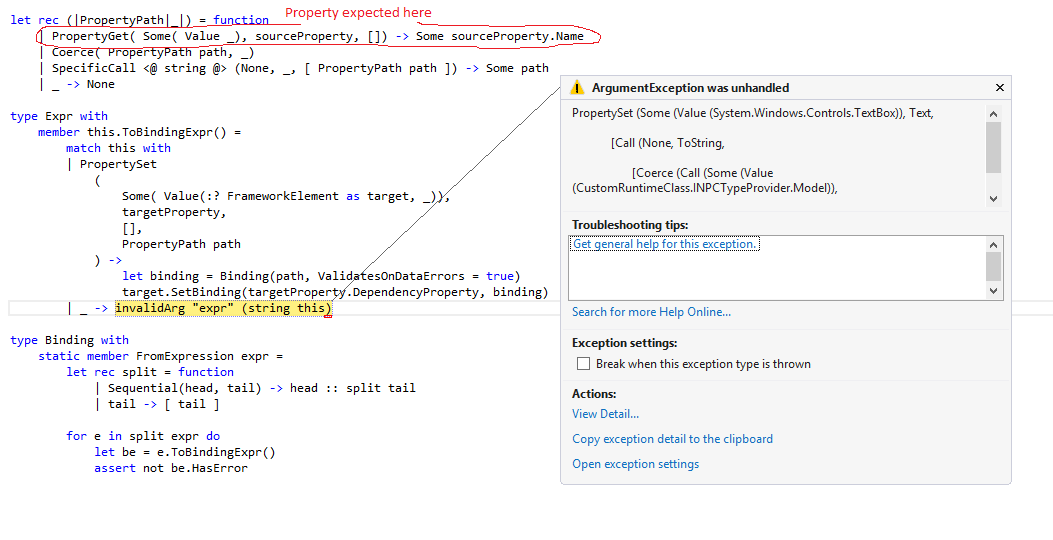 Property expected here
let rec (|PropertyPath|_|) = function
| PropertyGet( Some( Value _), sourceProperty, []) -> Some sourceProperty.Name
| Coerce( PropertyPath path, _)
| SpecificCall <@ string @> (None, _, [ PropertyPath path ]) -> Some path
| _ -> None
type Expr with
member this.ToBindingExpr() =
match this with
| PropertySet
(
Some( Value(:? FrameworkElement as target, _)),
targetProperty,
[],
PropertyPath path
) ->
let binding = Binding(path, ValidatesOnDataErrors = true)
target.SetBinding(targetProperty.DependencyProperty, binding)
| _ -> invalidArg "expr" (string this)
type Binding with
static member FromExpression expr =
let rec split = function
| Sequential(head, tail) -> head :: split tail
| tail -> [ tail ]
for e in split expr do
let be = e.ToBindingExpr()
assert not be.HasError
ArgumentException was unhandled
PropertySet (Some (Value (System.Windows.Controls.TextBox)), Text,
[Call (None, ToString,
[Coerce (Call (Some (Value
(CustomRuntimeClass.INPCTypeProvider.Model)),
Troubleshooting tips:
Get general help for this exception.
Search for more Help Online...
Exception settings:
Break when this exception type is thrown
Actions:
View Detail...
Copy exception detail to the clipboard
Open exception settings